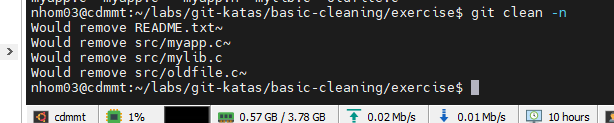 nhom03@cdmmt:~/labs/git-katas/basic-cleaning/exercise$ git clean -n
Would remove README.txt~
Would remove src/myapp.c~
Would remove src/mylib.c
Would remove src/oldfile.c~
nhom03@cdmmt:~/labs/git-katas/basic-cleaning/exercise$
cdmmt 1% 0.57 GB / 3.78 GB 0.02 Mb/s 0.01 Mb/s 10 hours